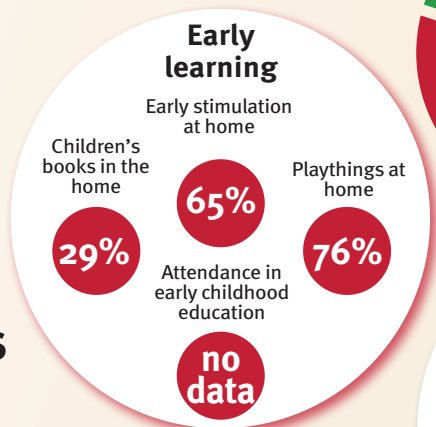 Early
learning
Early stimulation
at home
65%
Children's
books in the
home
29%
Playthings at
home
76%
Attendance in
early childhood
education
no
data
s